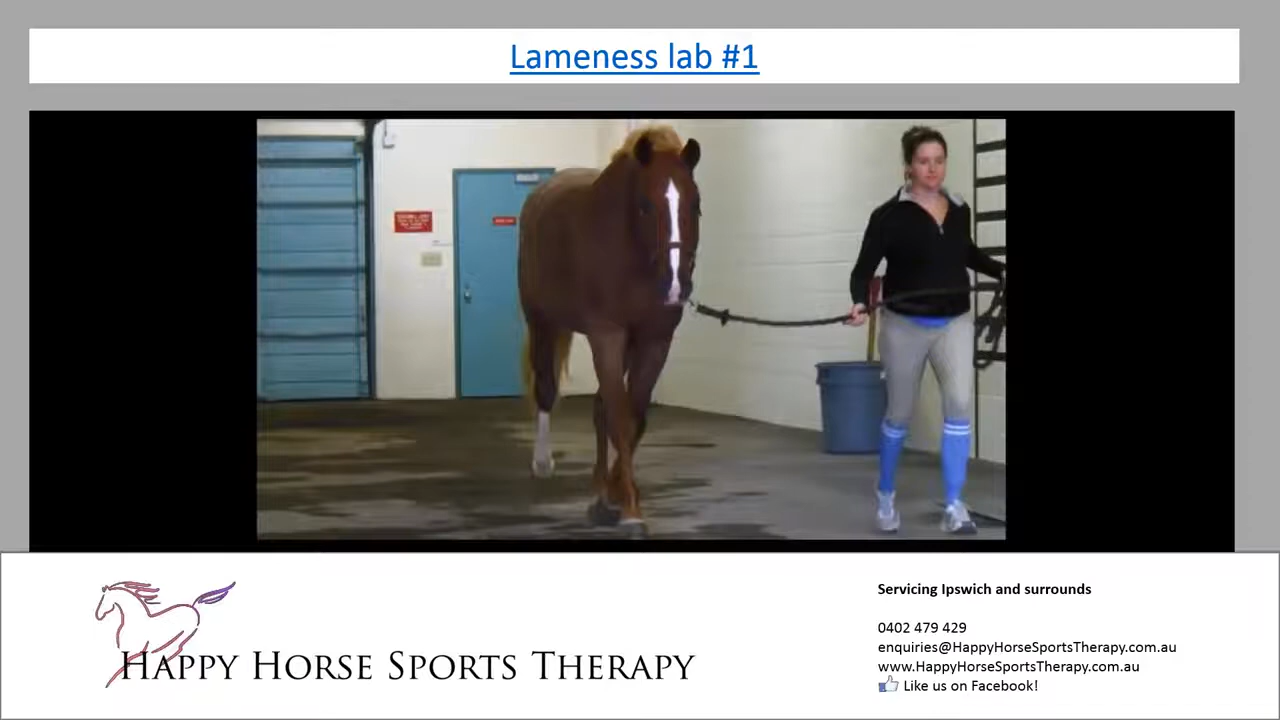 Lameness lab #1
HAPPY HORSE SPORTS THERAPY
Servicing Ipswich and surrounds
0402 479 429
enquiries@HappyHorseSportsTherapy.com.au
www.HappyHorseSportsTherapy.com.au
Like us on Facebook!